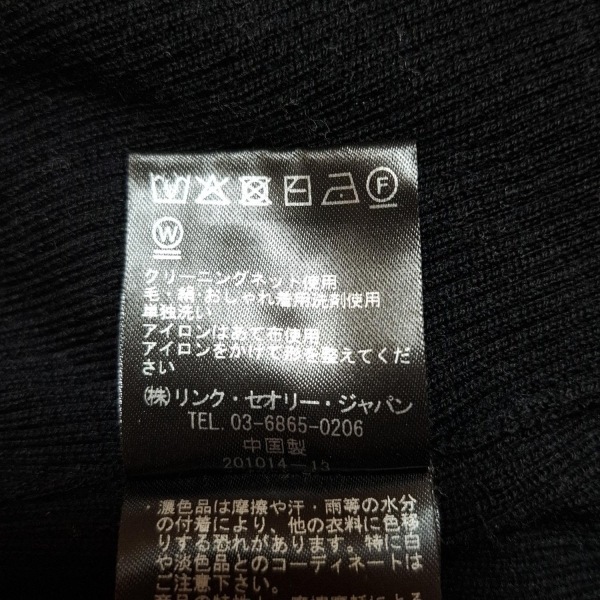 F
W
クリーニングネット使用
毛、絹・おしゃれ着用洗剤使用
単独洗い
アイロンはあて布使用
アイロンをかけて形を整えてくだ
さい
㈱リンク・セオリー・ジャパン
TEL. 03-6865-0206
中国製
201014-13
・濃色品は摩擦や汗・雨等の水分
の付着により、他の衣料に色移
りする恐れがあります。特に白
や淡色品とのコーディネートは
ご注意下さい。